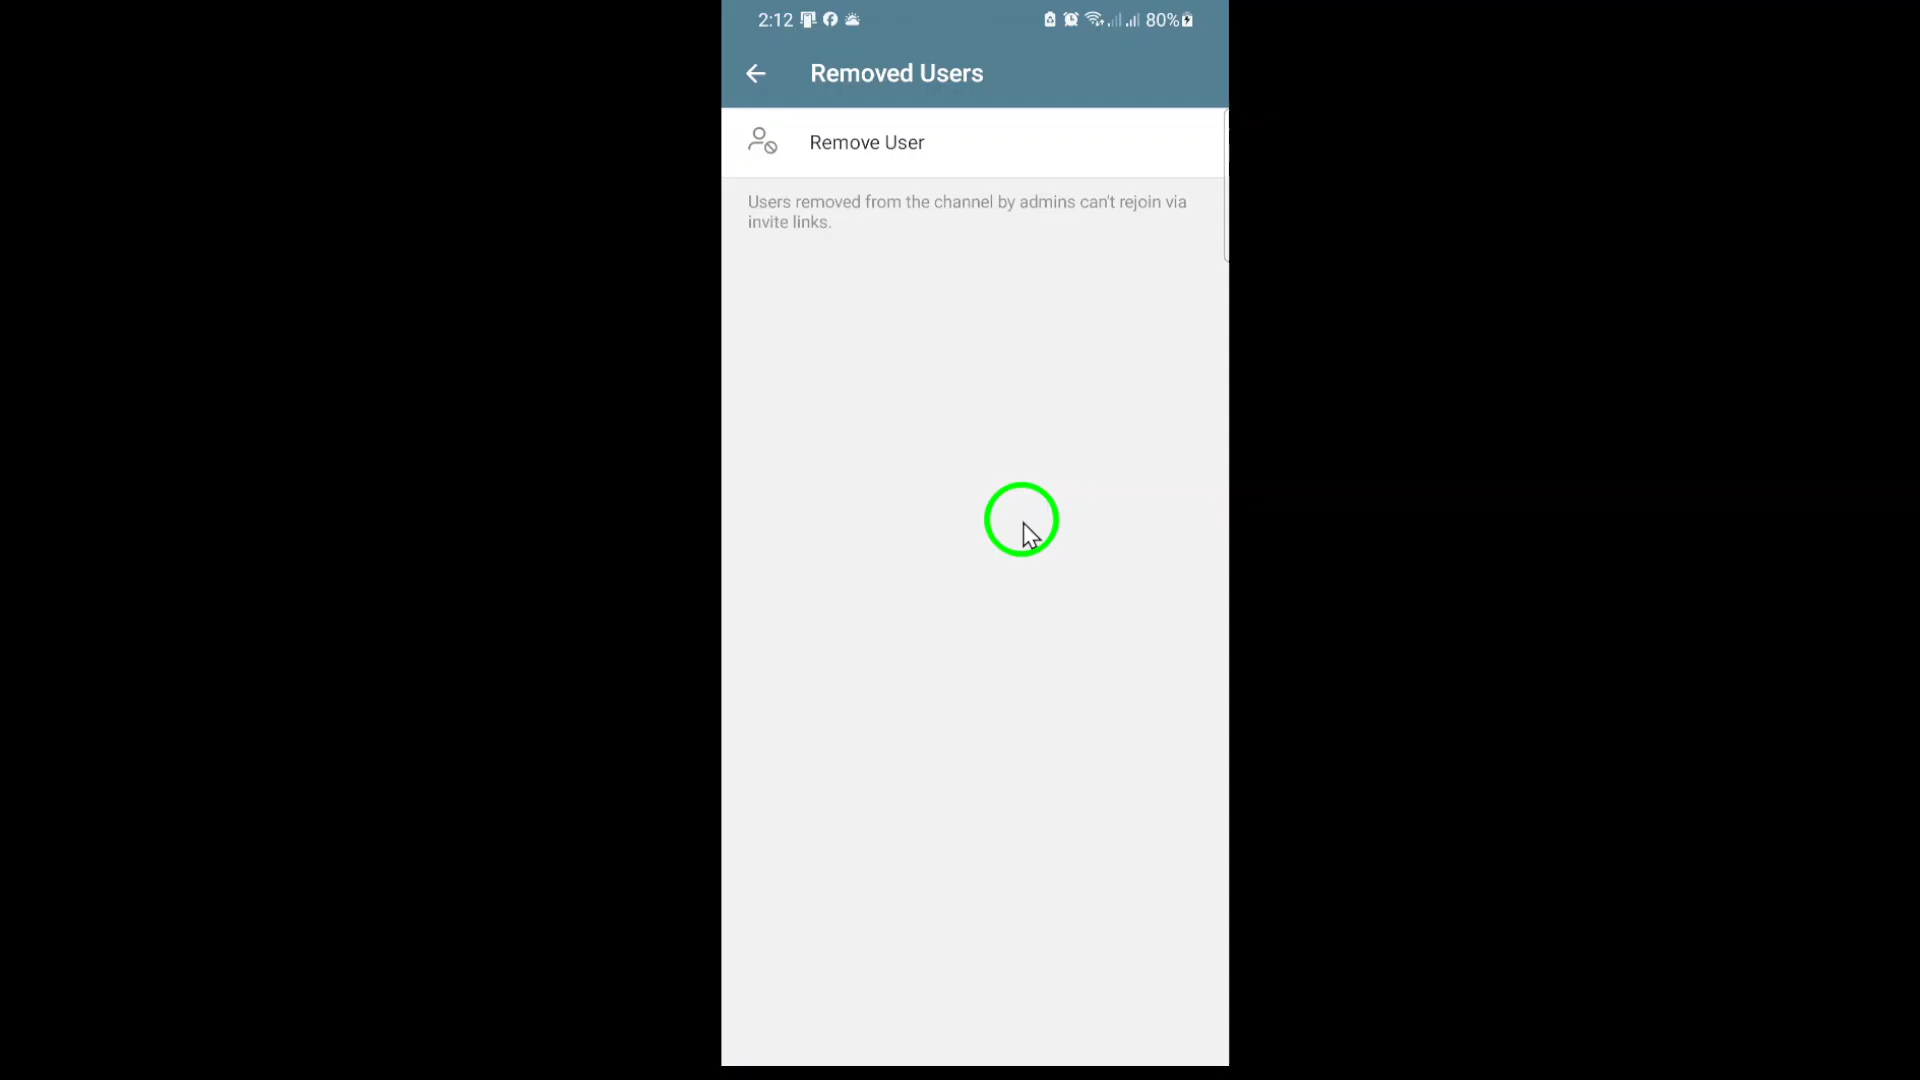 2:12 80%
Removed Users
Remove User
Users removed from the channel by admins can't rejoin via
invite links.